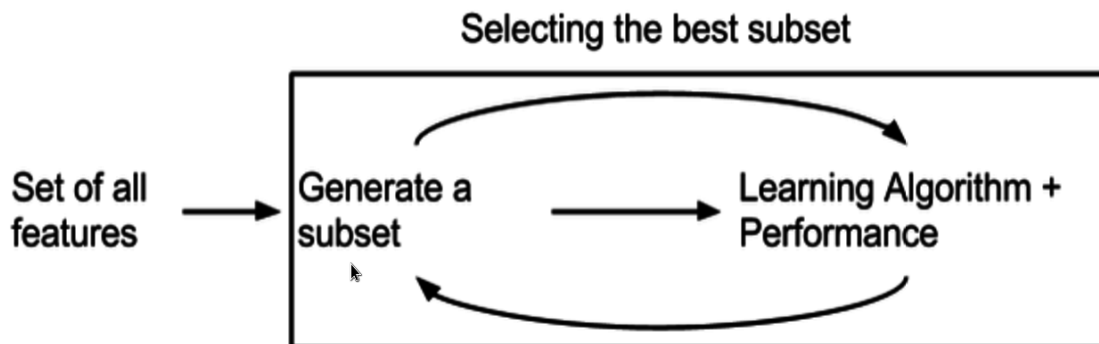 Selecting the best subset
Set of all
features
Generate a
subset
Learning Algorithm +
Performance